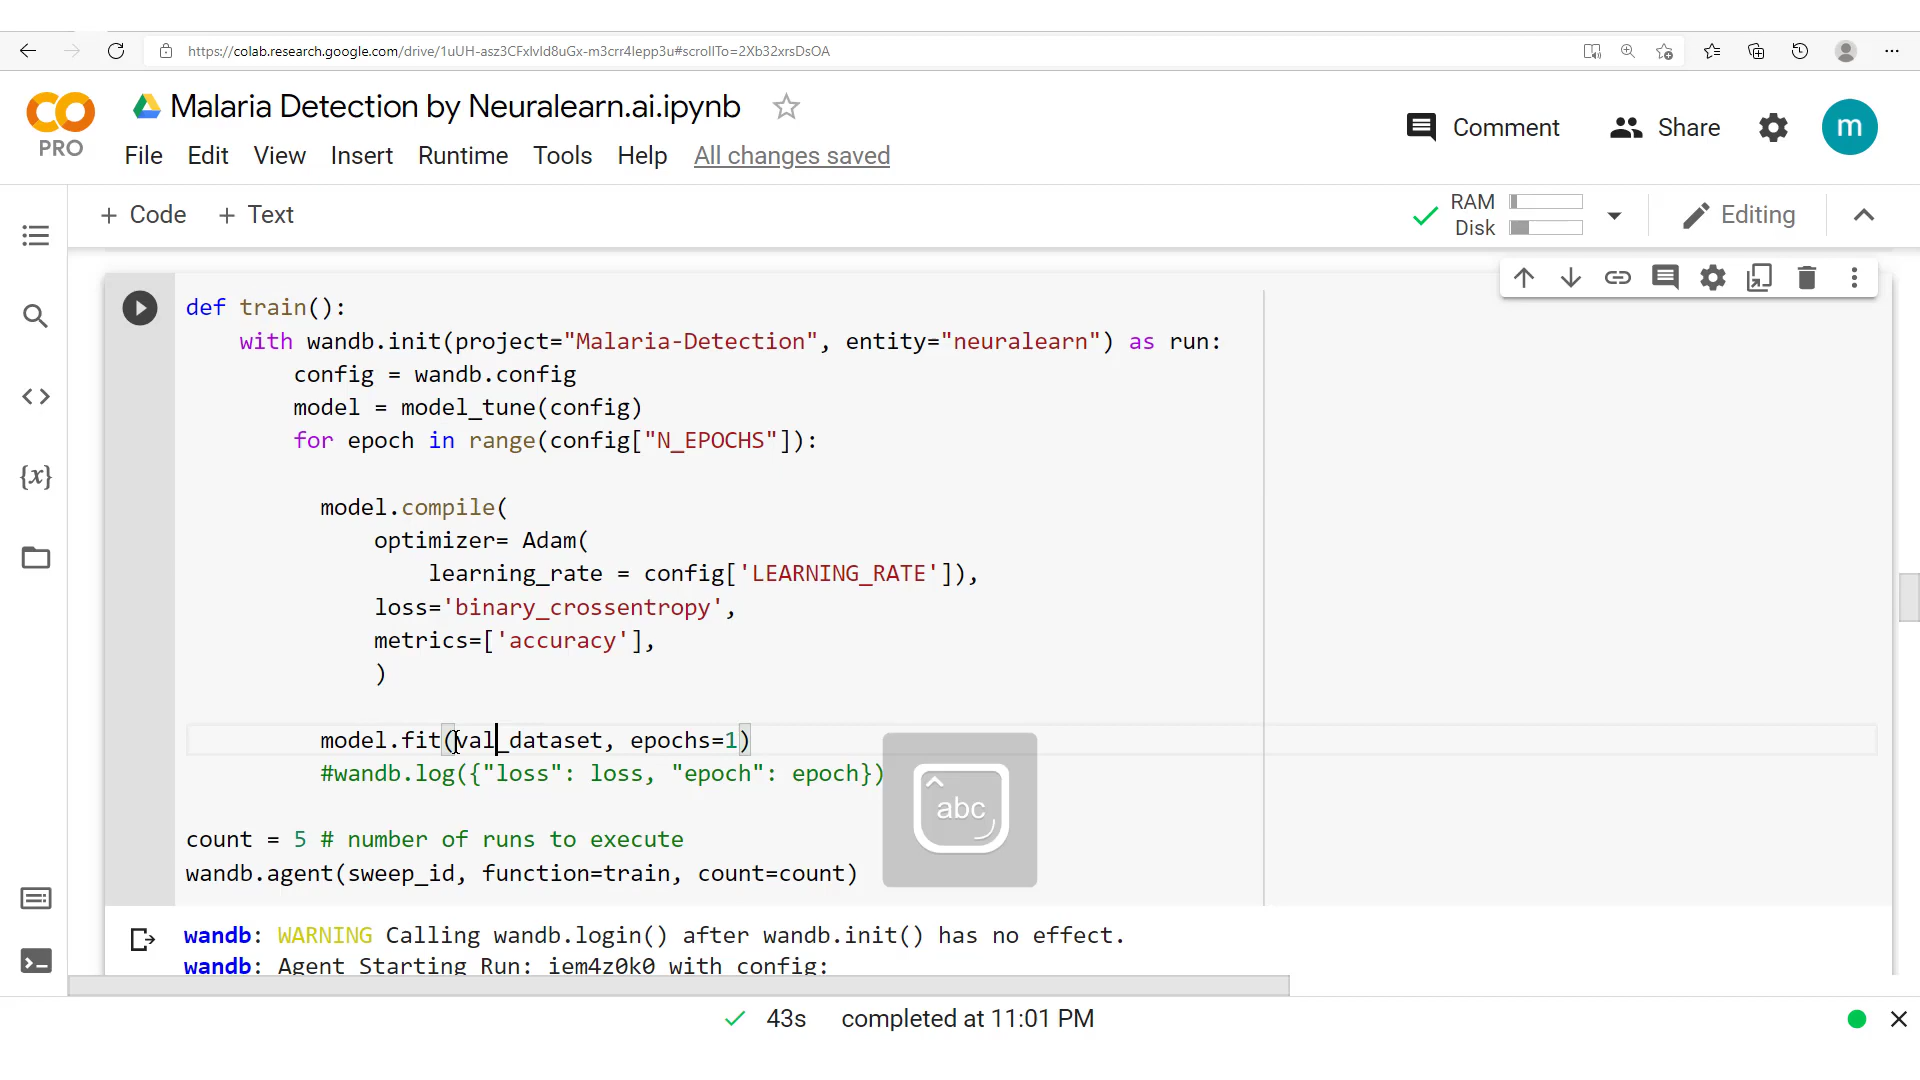 https://colab.research.google.com/drive/1uUH-asz3CFxlvld8uGx-m3crr4lepp3u#scrollTo=2Xb32xrsDsOA
PRO
Malaria Detection by Neuralearn.ai.ipynb
File Edit View Insert Runtime Tools Help All changes saved
Comment Share m
+ Code + Text
RAM
Disk
Editing
{x}
def train():
with wandb.init(project="Malaria-Detection", entity="neuralearn") as run:
config = wandb.config
model = model_tune(config)
for epoch in range(config["N_EPOCHS"]):
model.compile(
optimizer= Adam(
learning_rate = config['LEARNING_RATE']),
loss='binary_crossentropy',
metrics=['accuracy'],
)
model.fit(val_dataset, epochs=1)
#wandb.log({"loss": loss, "epoch": epoch})
abc
count = 5 # number of runs to execute
wandb.agent(sweep_id, function=train, count=count)
wandb: WARNING Calling wandb.login() after wandb.init() has no effect.
wandb: Agent Starting Run: iem4z0k0 with config:
43s completed at 11:01 PM